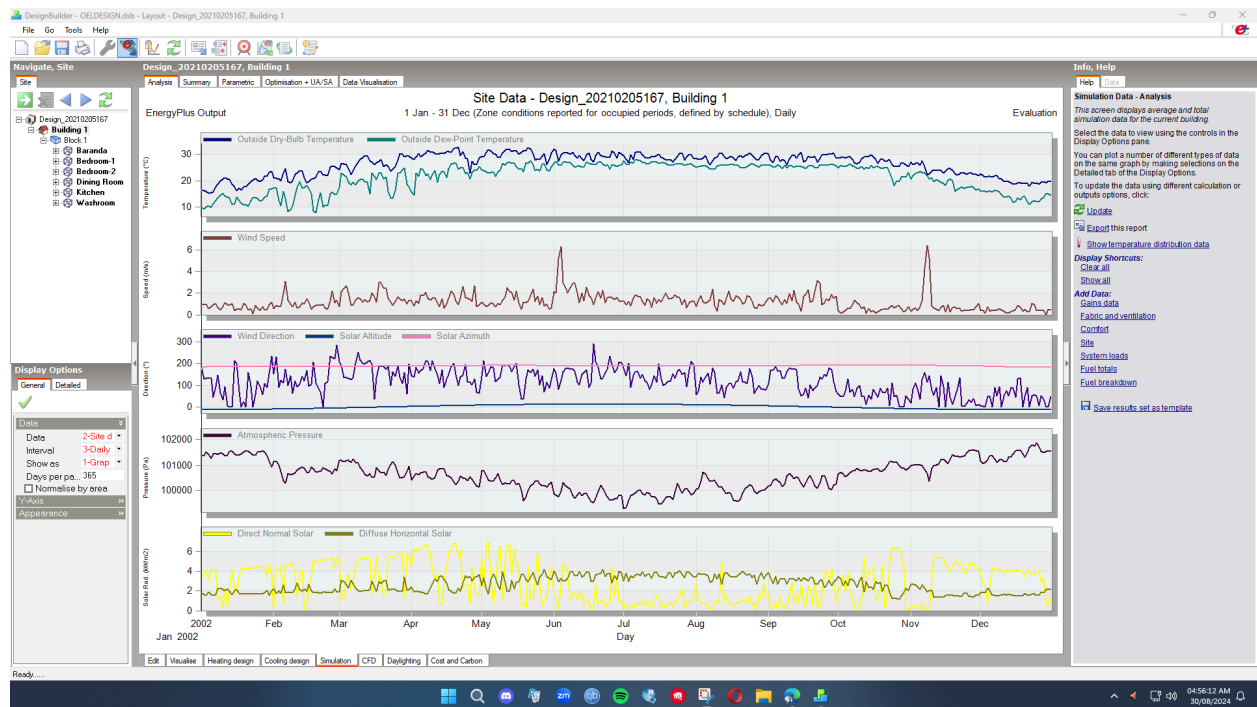 DesignBuilder - OELDESIGN.dsb - Layout - Design_20210205167, Building 1
File Go Tools Help
Navigate, Site
Site
Design_20210205167
Building 1
Block 1
Baranda
Bedroom-1
Bedroom-2
Dining Room
Kitchen
Washroom
Display Options
General Detailed
Data
Data 2-Site d
Interval 3-Daily
Show as 1-Grap
Days per pa... 365
Normalise by area
Y-Axis
Appearance
Design_20210205167, Building 1
Analysis Summary Parametric Optimisation + UA/SA Data Visualisation
Site Data - Design_20210205167, Building 1
EnergyPlus Output 1 Jan - 31 Dec (Zone conditions reported for occupied periods, defined by schedule), Daily Evaluation
Outside Dry-Bulb Temperature Outside Dew-Point Temperature
Temperature (°C)
30
20
10
Wind Speed
Speed (m/s)
6
4
2
0
Wind Direction Solar Altitude Solar Azimuth
Direction (°)
300
200
100
0
Atmospheric Pressure
Pressure (Pa)
102000
101000
100000
Direct Normal Solar Diffuse Horizontal Solar
Solar Rad. (kW/m2)
6
4
2
0
2002 Feb Mar Apr May Jun Jul Aug Sep Oct Nov Dec
Jan 2002 Day
Edit Visualise Heating design Cooling design Simulation CFD Daylighting Cost and Carbon
Info, Help
Help Data
Simulation Data - Analysis
This screen displays average and total
simulation data for the current building.
Select the data to view using the controls in the
Display Options pane.
You can plot a number of different types of data
on the same graph by making selections on the
Detailed tab of the Display Options.
To update the data using different calculation or
outputs options, click:
Update
Export this report
Show temperature distribution data
Display Shortcuts:
Clear all
Show all
Add Data:
Gains data
Fabric and ventilation
Comfort
Site
System loads
Fuel totals
Fuel breakdown
Save results set as template
Ready.....
zm
qb
04:56:12 AM
30/08/2024